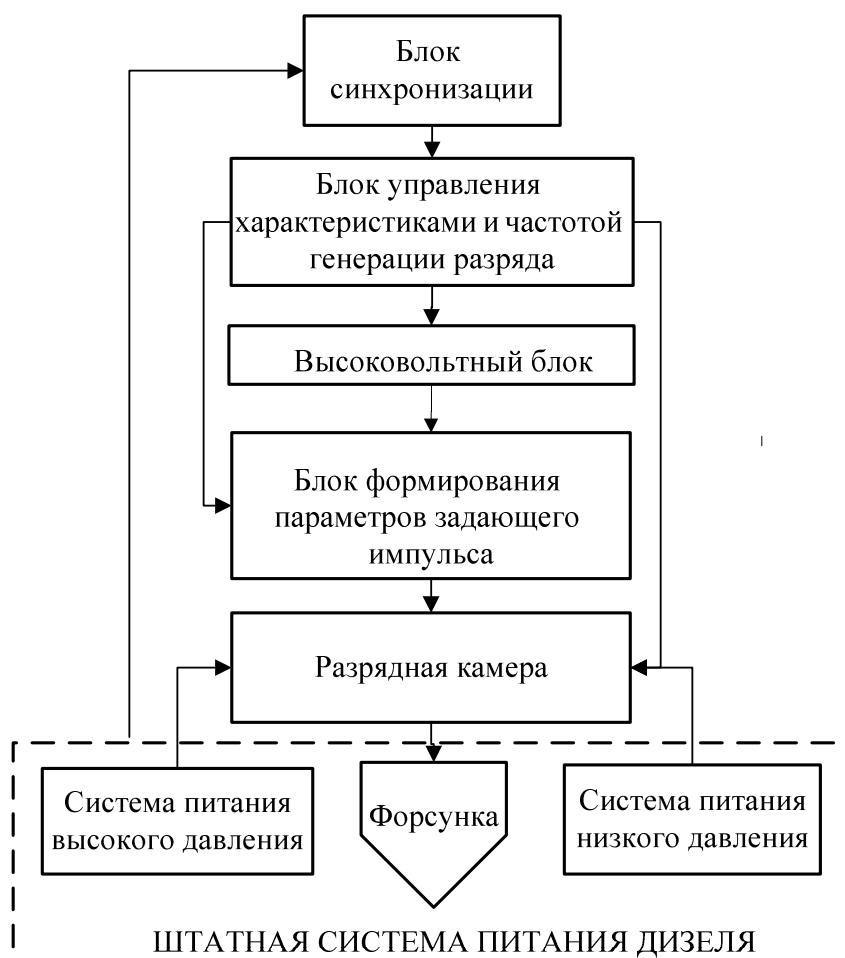 Блок
синхронизации
Блок управления
характеристиками и частотой
генерации разряда
Высоковольтный блок
Блок формирования
параметров задающего
импульса
Разрядная камера
Система питания
высокого давления
Форсунка
Система питания
низкого давления
ШТАТНАЯ СИСТЕМА ПИТАНИЯ ДИЗЕЛЯ